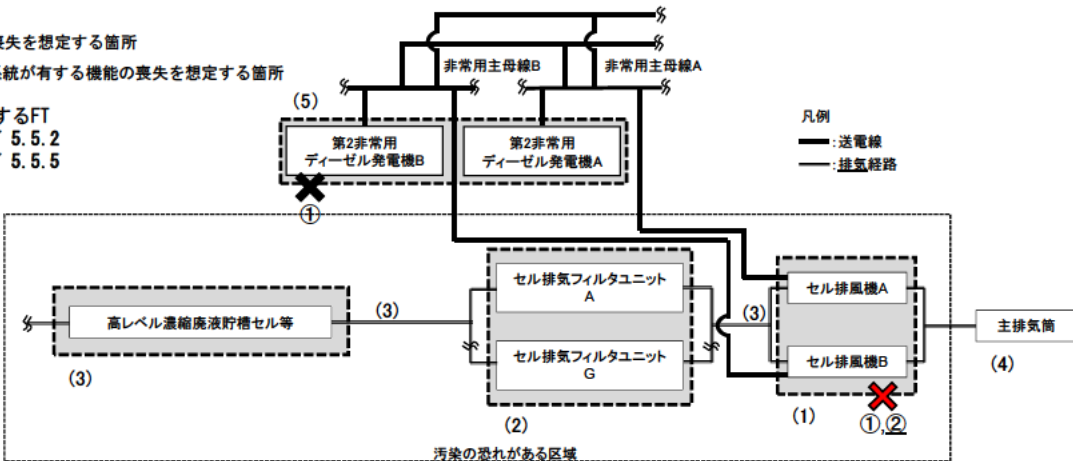 喪失を想定する箇所
系統が有する機能の喪失を想定する箇所
するFT
5.5.2
5.5.5
非常用主母線B
非常用主母線A
(5)
第2非常用
ディーゼル発電機B
第2非常用
ディーゼル発電機A
①
凡例
:送電線
:排気経路
高レベル濃縮廃液貯槽セル等
(3)
(3)
セル排気フィルタユニット
A
セル排気フィルタユニット
G
(2)
(3)
セル排風機A
セル排風機B
(1)
①,②
主排気筒
(4)
汚染の恐れがある区域